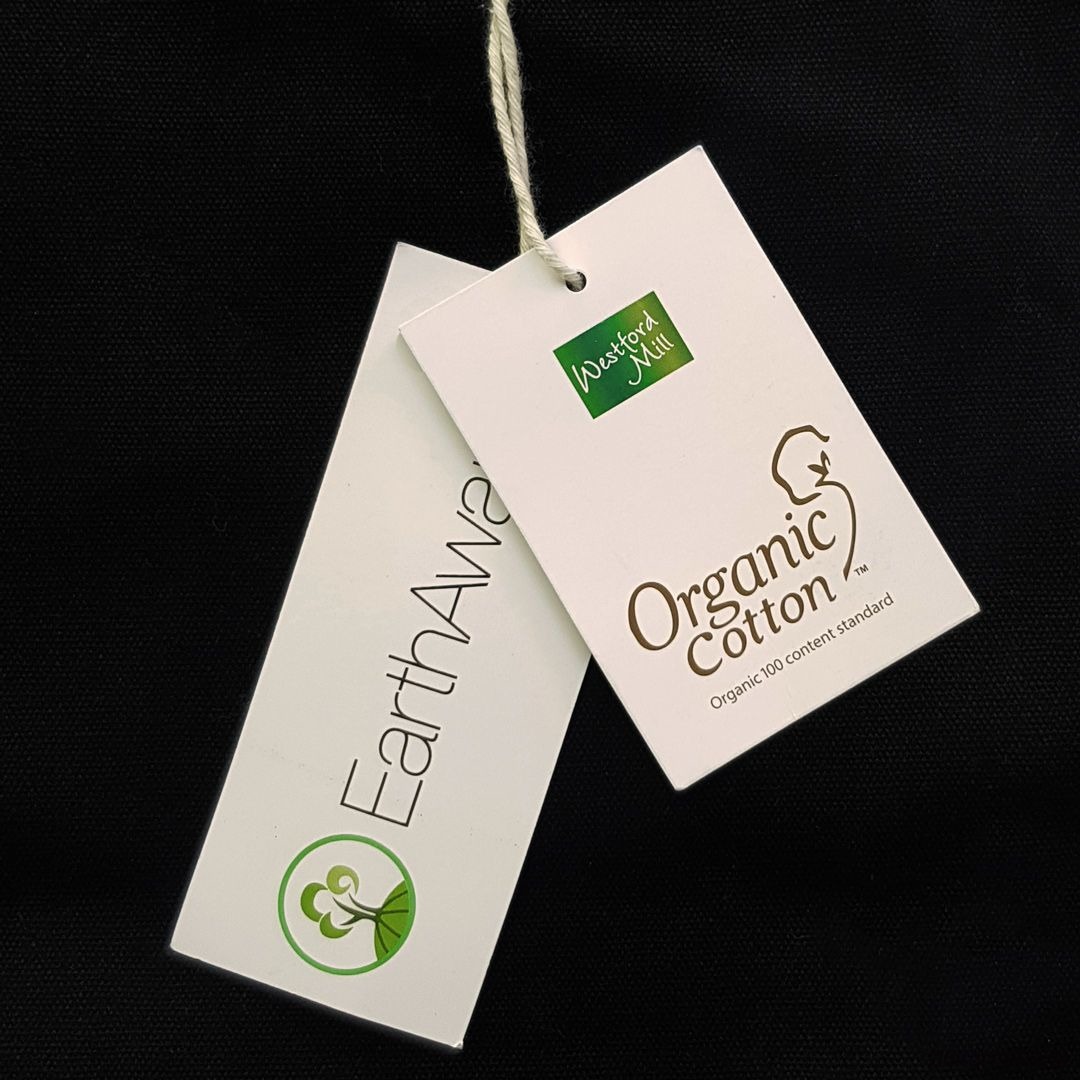 Westford
Mill
Organic
cotton™
Organic 100 content standard
EarthAwa